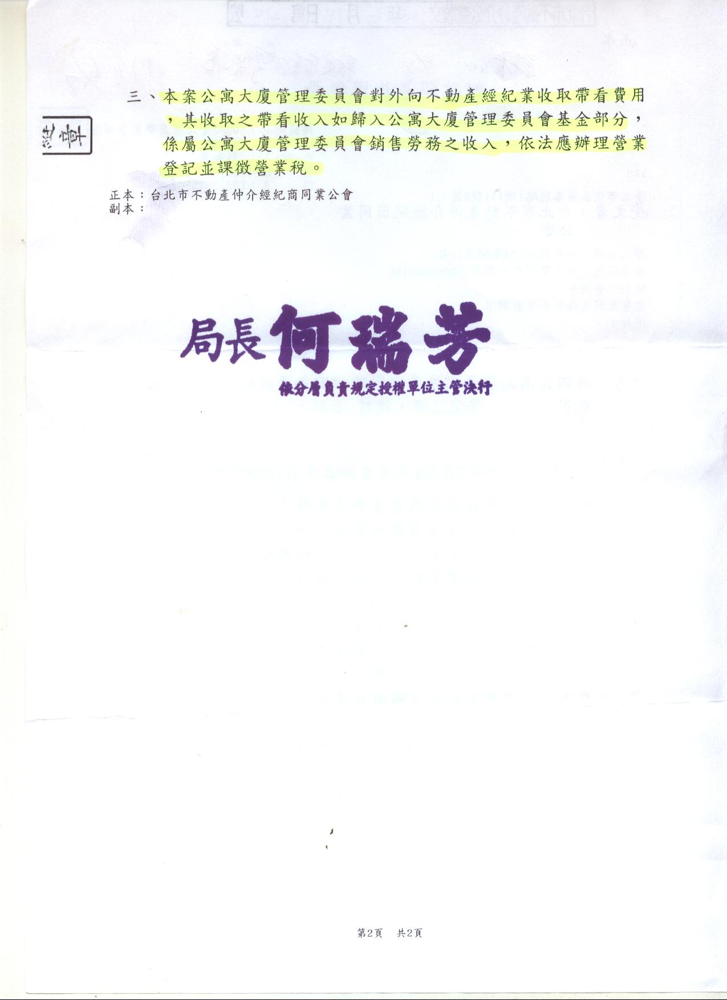 三、本案公寓大廈管理委員會對外向不動產經紀業收取帶看費用
，其收取之帶看收入如歸入公寓大廈管理委員會基金部分，
係屬公寓大廈管理委員會銷售勞務之收入，依法應辦理營業
登記並課徵營業稅。
章
正本：台北市不動產仲介經紀商同業公會
副本：
局長何瑞芳
依分層負責規定授權單位主管決行
第2頁 共2頁